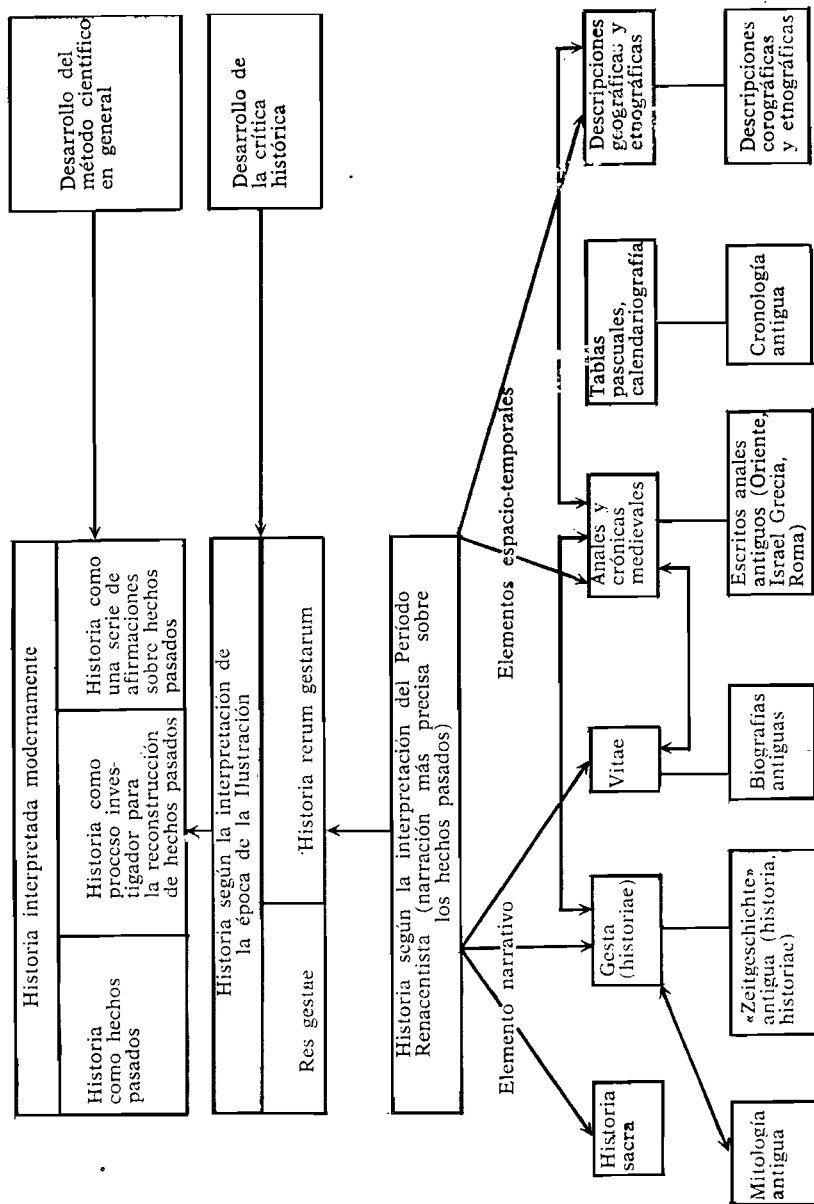 Historia interpretada modernamente
Historia
como hechos
pasados
Historia como
proceso inves-
tigador para
la reconstrucción
de hechos pasados
Historia como
una serie de
afirmaciones
sobre hechos
pasados
Desarrollo del
método científico
en general
Historia según la interpretación de
la época de la Ilustración
Res gestae
Historia rerum gestarum
Desarrollo de
la crítica
histórica
Historia según la interpretación del Período
Renacentista (narración más precisa sobre
los hechos pasados)
Elemento narrativo
Elementos espacio-temporales
Historia
sacra
Gesta
(historiae)
Vitae
Anales y
crónicas
medievales
Tablas
pascuales,
calendariografía
Descripciones
geográficas y
etnográficas
Mitología
antigua
«Zeitgeschichte»
antigua (historia,
historiae)
Biografías
antiguas
Escritos anales
antiguos (Oriente,
Israel Grecia,
Roma)
Cronología
antigua
Descripciones
corográficas
y etnográficas